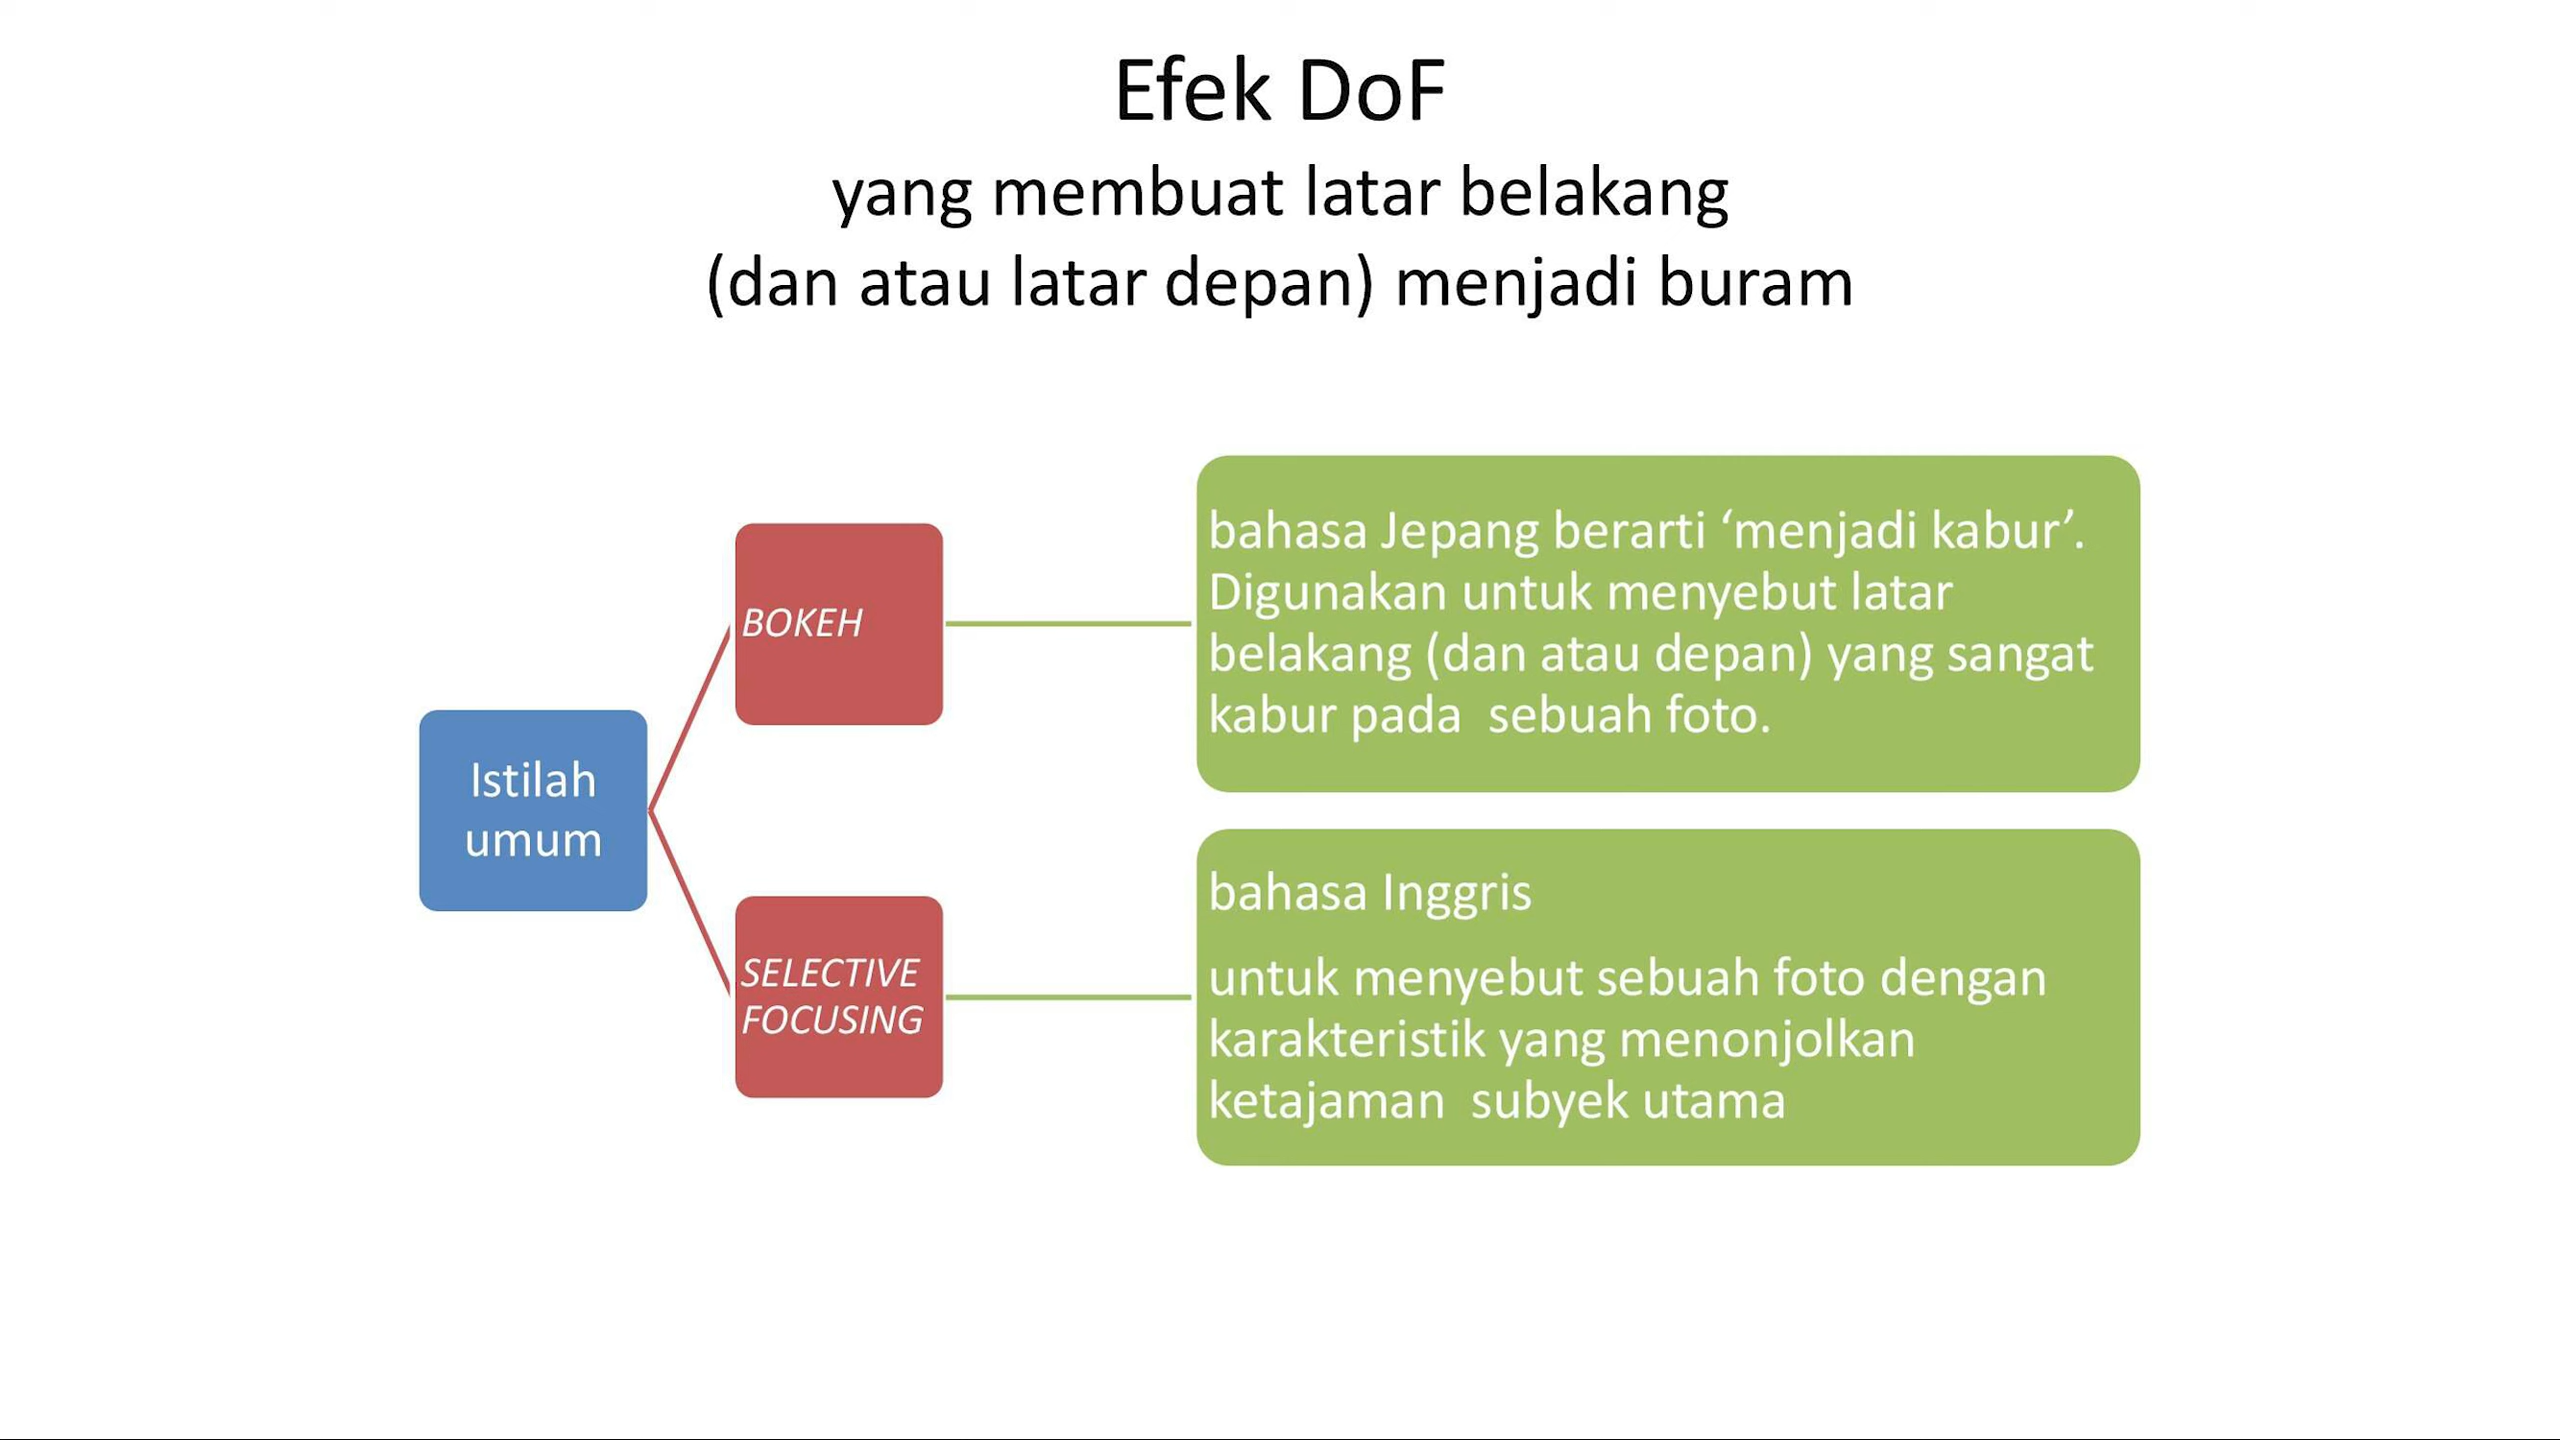 Efek DoF
yang membuat latar belakang
(dan atau latar depan) menjadi buram
Istilah
umum
BOKEH
bahasa Jepang berarti ‘menjadi kabur’.
Digunakan untuk menyebut latar
belakang (dan atau depan) yang sangat
kabur pada  sebuah foto.
SELECTIVE
FOCUSING
bahasa Inggris
untuk menyebut sebuah foto dengan
karakteristik yang menonjolkan
ketajaman  subyek utama